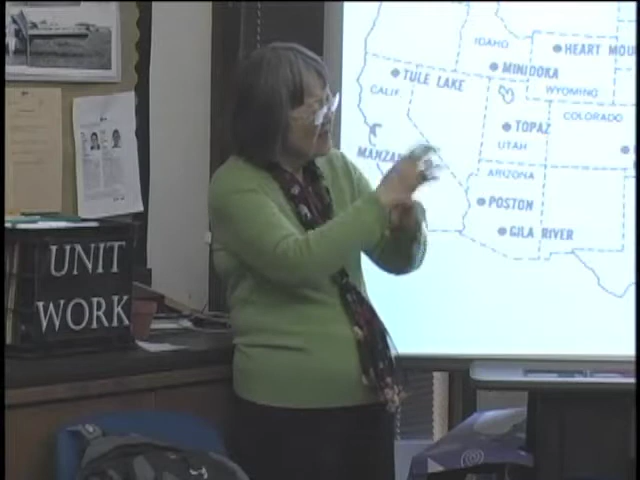 IDAHO
HEART MOU
MINIDOKA
TULE LAKE
CALIF
WYOMING
COLORADO
TOPAZ
UTAH
MANZAN
ARIZONA
POSTON
GILA RIVER
UNIT
WORK